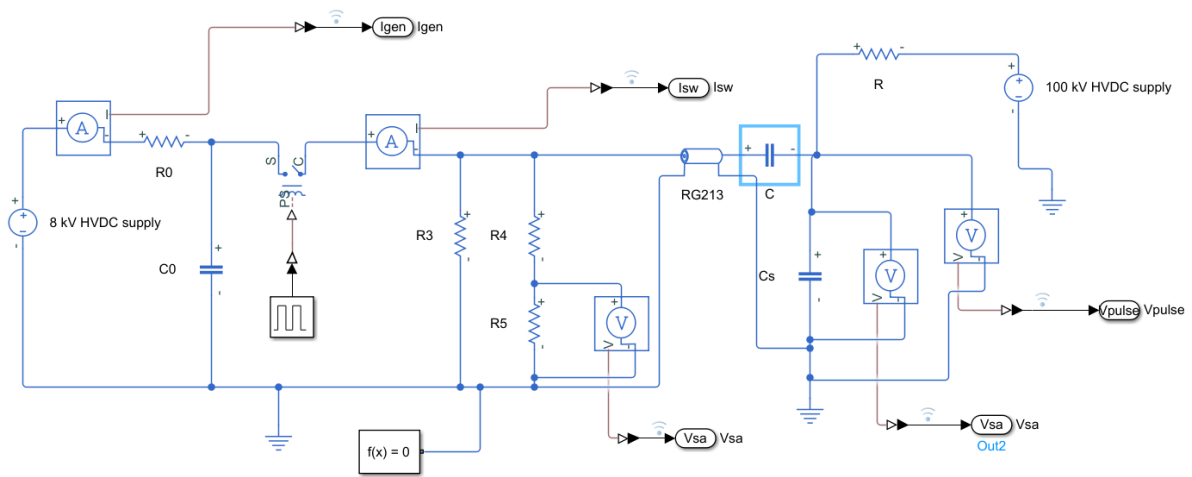 Igen Igen
Isw Isw
R
100 kV HVDC supply
A
A
R0
S
C
PS
RG213
C
8 kV HVDC supply
C0
R3
R4
V
V
Cs
R5
V
Vpulse Vpulse
f(x) = 0
Vsa Vsa
Vsa Vsa
Out2